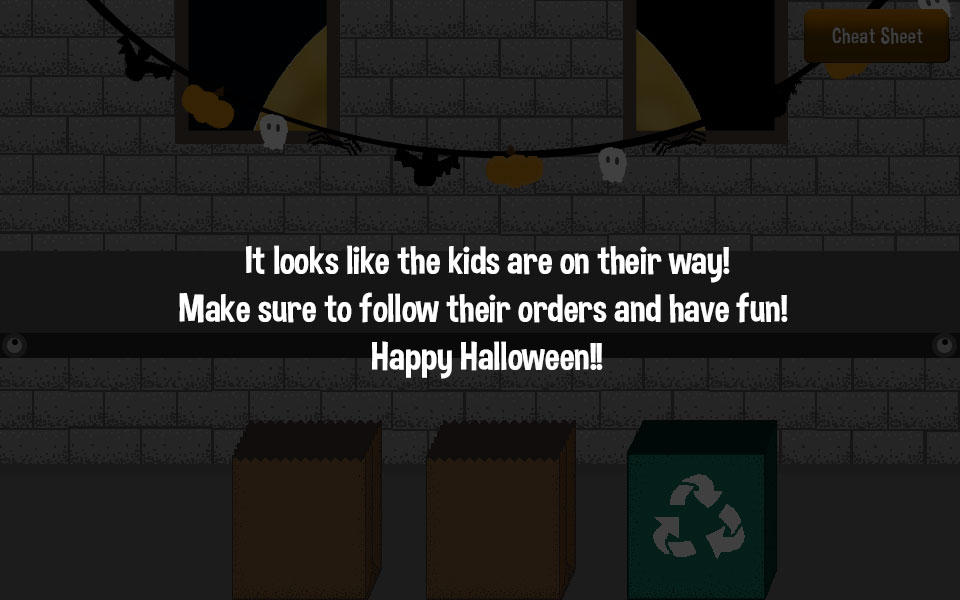 Cheat Sheet
It looks like the kids are on their way!
Make sure to follow their orders and have fun!
Happy Halloween!!